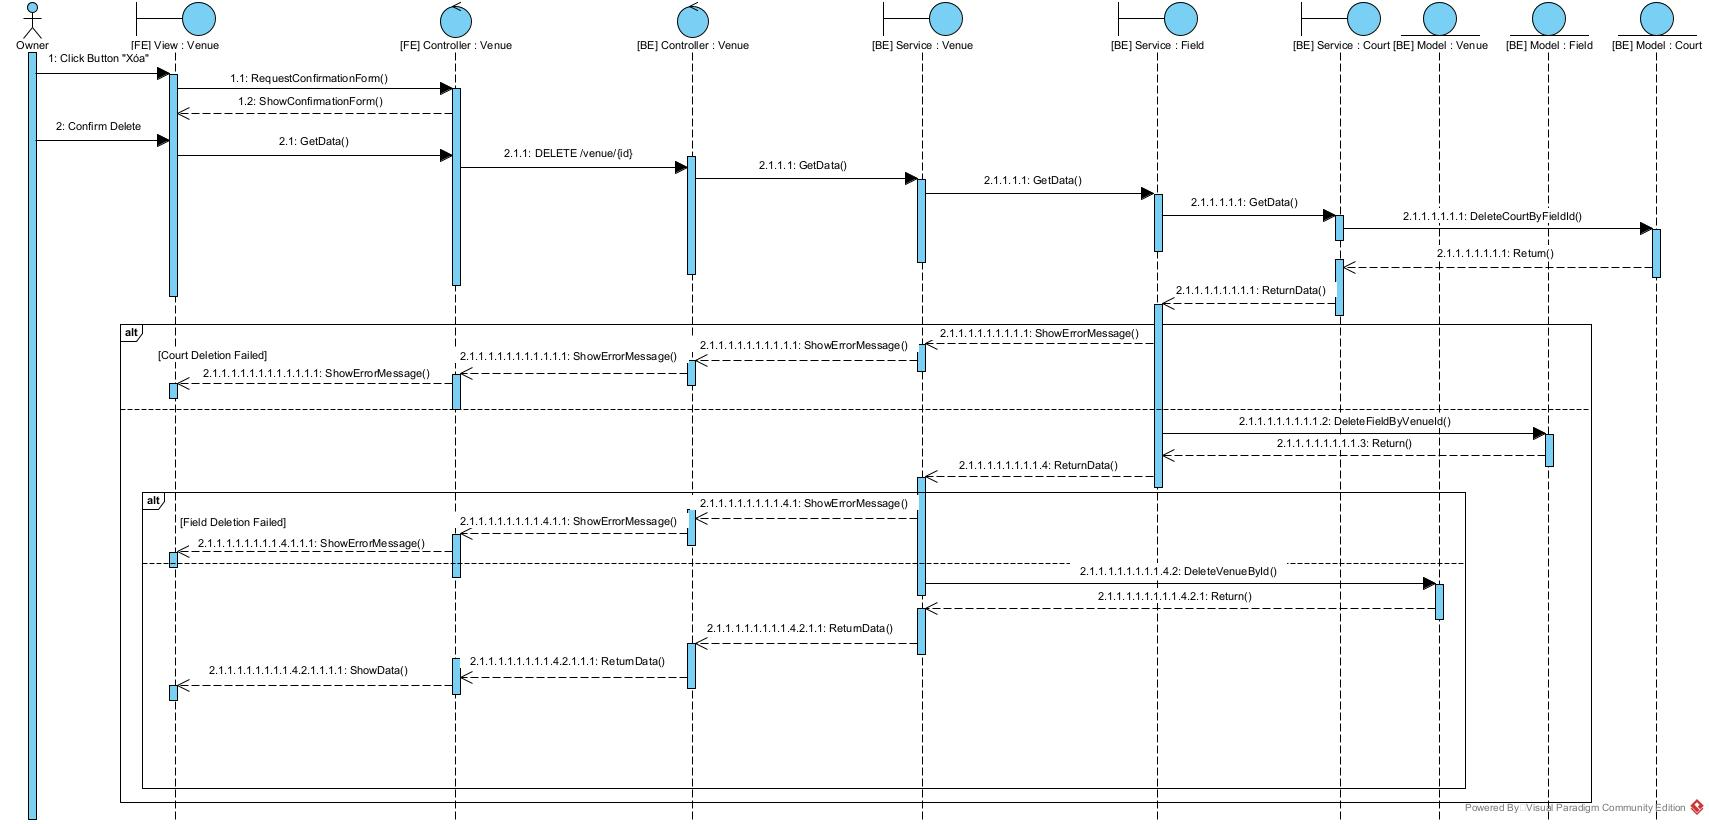 Owner
[FE] View : Venue
[FE] Controller : Venue
[BE] Controller : Venue
[BE] Service : Venue
[BE] Service : Field
[BE] Service : Court
[BE] Model : Venue
[BE] Model : Field
[BE] Model : Court
1: Click Button "Xóa"
1.1: RequestConfirmationForm()
1.2: ShowConfirmationForm()
2: Confirm Delete
2.1: GetData()
2.1.1: DELETE /venue/{id}
2.1.1.1: GetData()
2.1.1.1.1: GetData()
2.1.1.1.1.1: GetData()
2.1.1.1.1.1.1: DeleteCourtByFieldId()
2.1.1.1.1.1.1.1: Return()
2.1.1.1.1.1.1.1.1: ReturnData()
alt
2.1.1.1.1.1.1.1.1.1: ShowErrorMessage()
2.1.1.1.1.1.1.1.1.1.1: ShowErrorMessage()
[Court Deletion Failed]
2.1.1.1.1.1.1.1.1.1.1.1: ShowErrorMessage()
2.1.1.1.1.1.1.1.1.1.1.1.1: ShowErrorMessage()
2.1.1.1.1.1.1.1.1.2: DeleteFieldByVenueId()
2.1.1.1.1.1.1.1.1.3: Return()
2.1.1.1.1.1.1.1.1.4: ReturnData()
alt
2.1.1.1.1.1.1.1.1.4.1: ShowErrorMessage()
[Field Deletion Failed]
2.1.1.1.1.1.1.1.1.4.1.1: ShowErrorMessage()
2.1.1.1.1.1.1.1.1.4.1.1.1: ShowErrorMessage()
2.1.1.1.1.1.1.1.1.4.2: DeleteVenueById()
2.1.1.1.1.1.1.1.1.4.2.1: Return()
2.1.1.1.1.1.1.1.1.4.2.1.1: ReturnData()
2.1.1.1.1.1.1.1.1.4.2.1.1.1: ReturnData()
2.1.1.1.1.1.1.1.1.4.2.1.1.1.1: ShowData()
Powered By Visual Paradigm Community Edition